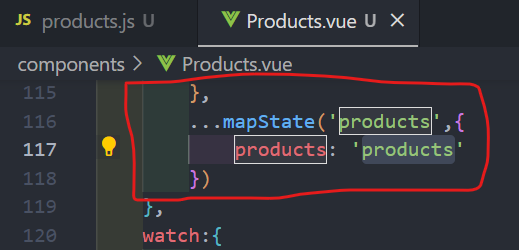 JS products.js U
Products.vue U ×
components > Products.vue
115 },
116 ...mapState('products',{
117 products: 'products'
118 })
119 },
120 watch:{